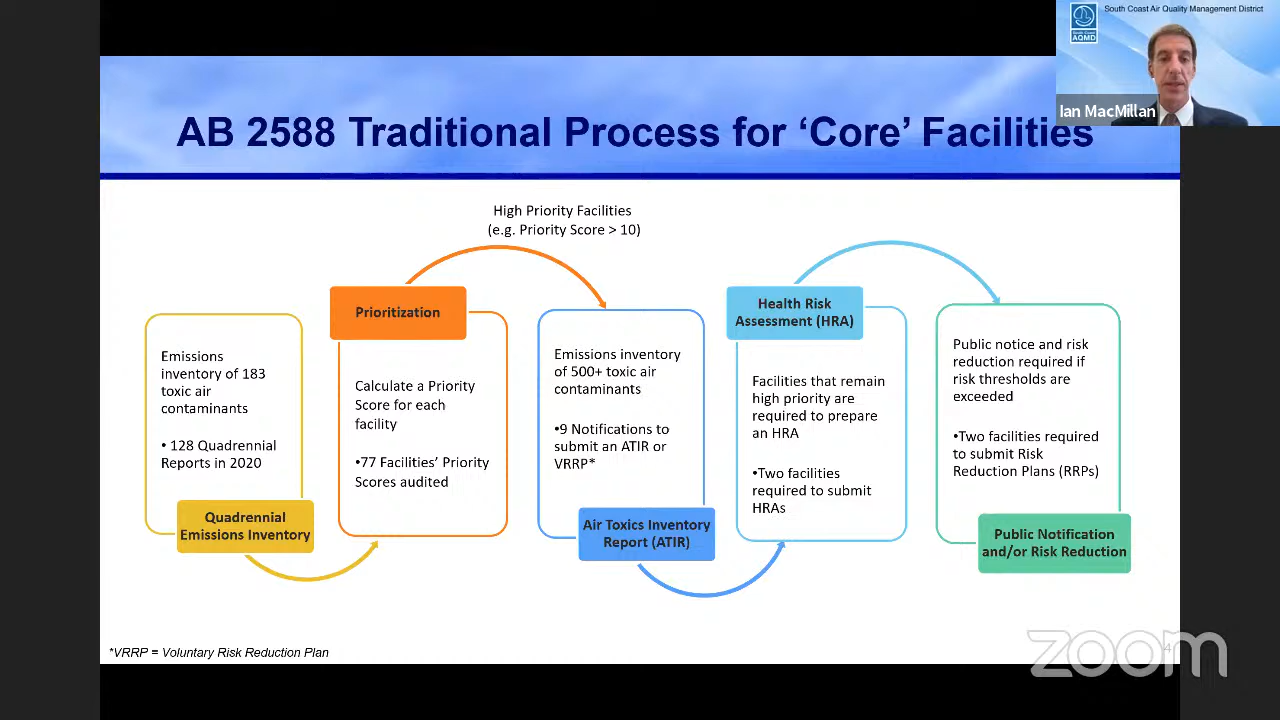 South Coast Air Quality Management District
South Coast
AQMD
Ian MacMillan
AB 2588 Traditional Process for ‘Core’ Facilities
High Priority Facilities
(e.g. Priority Score > 10)
Emissions
inventory of 183
toxic air
contaminants
• 128 Quadrennial
Reports in 2020
Quadrennial
Emissions Inventory
Prioritization
Calculate a Priority
Score for each
facility
•77 Facilities’ Priority
Scores audited
Emissions inventory
of 500+ toxic air
contaminants
•9 Notifications to
submit an ATIR or
VRRP*
Air Toxics Inventory
Report (ATIR)
Health Risk
Assessment (HRA)
Facilities that remain
high priority are
required to prepare
an HRA
•Two facilities
required to submit
HRAs
Public notice and risk
reduction required if
risk thresholds are
exceeded
•Two facilities required
to submit Risk
Reduction Plans (RRPs)
Public Notification
and/or Risk Reduction
*VRRP = Voluntary Risk Reduction Plan
zoom
4